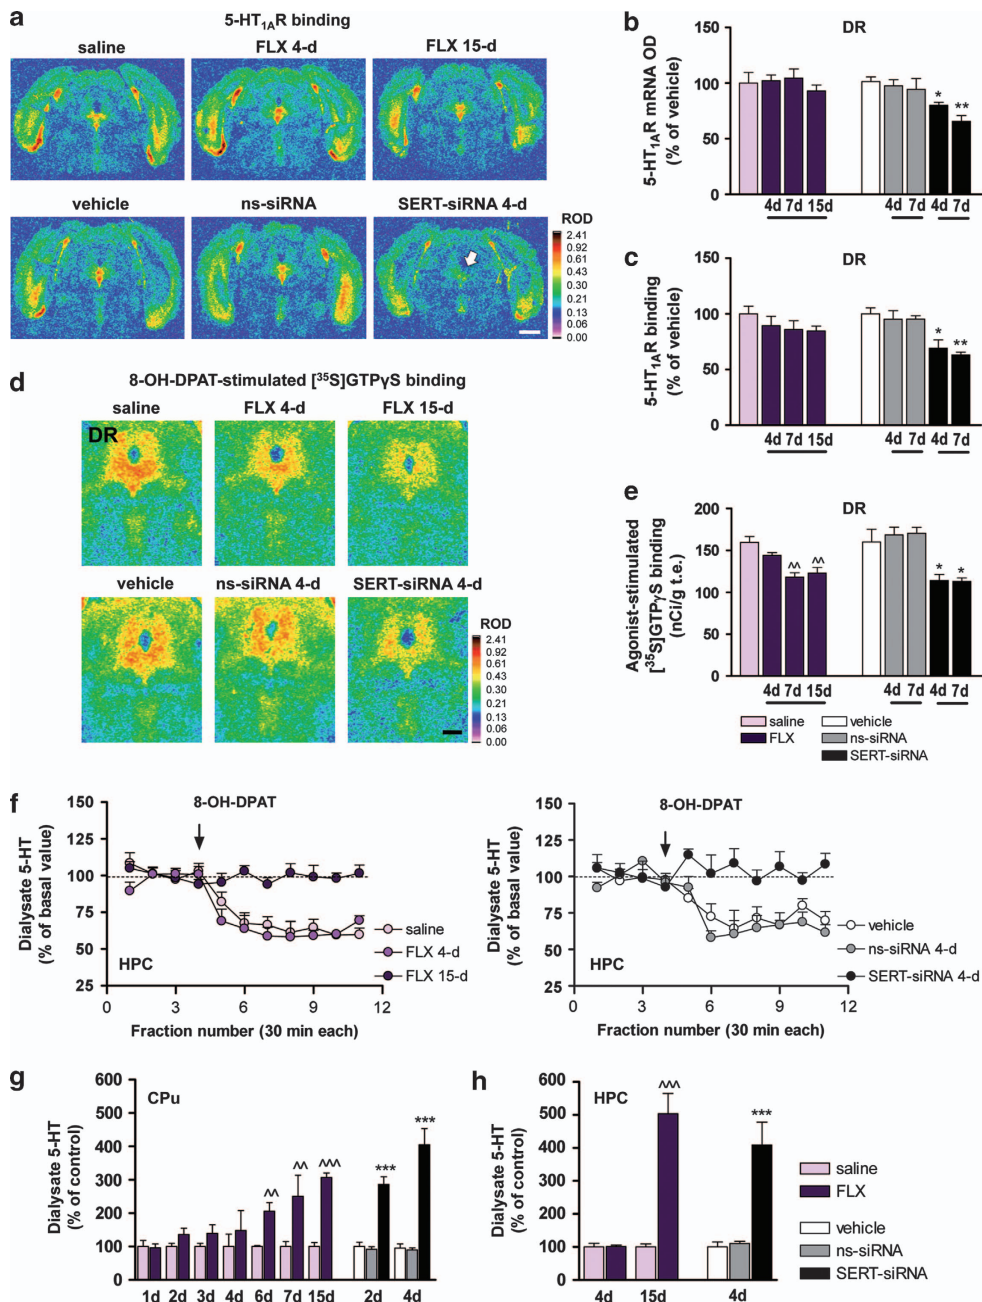 a
5-HT1AR binding
saline
FLX 4-d
FLX 15-d
vehicle
ns-siRNA
SERT-siRNA 4-d
ROD
2.41
0.92
0.61
0.43
0.30
0.21
0.13
0.06
0.00
b
DR
5-HT1AR mRNA OD
(% of vehicle)
150
100
50
0
* **
4d 7d 15d
4d 7d 4d 7d
c
DR
5-HT1AR binding
(% of vehicle)
150
100
50
0
* **
4d 7d 15d
4d 7d 4d 7d
d
8-OH-DPAT-stimulated [35S]GTPγS binding
saline
FLX 4-d
FLX 15-d
DR
vehicle
ns-siRNA 4-d
SERT-siRNA 4-d
ROD
2.41
0.92
0.61
0.43
0.30
0.21
0.13
0.06
0.00
e
DR
Agonist-stimulated
[35S]GTPγS binding
(nCi/g t.e.)
200
150
100
50
0
^^ ^^
* *
4d 7d 15d
4d 7d 4d 7d
saline
FLX
vehicle
ns-siRNA
SERT-siRNA
f
8-OH-DPAT
Dialysate 5-HT
(% of basal value)
150
125
100
75
50
25
HPC
saline
FLX 4-d
FLX 15-d
0 3 6 9 12
Fraction number (30 min each)
8-OH-DPAT
Dialysate 5-HT
(% of basal value)
150
125
100
75
50
25
HPC
vehicle
ns-siRNA 4-d
SERT-siRNA 4-d
0 3 6 9 12
Fraction number (30 min each)
g
CPu
Dialysate 5-HT
(% of control)
600
500
400
300
200
100
0
^^ ^^ ^^^ *** ***
1d 2d 3d 4d 6d 7d 15d 2d 4d
h
HPC
Dialysate 5-HT
(% of control)
600
500
400
300
200
100
0
^^^ ***
4d 15d 4d
saline
FLX
vehicle
ns-siRNA
SERT-siRNA